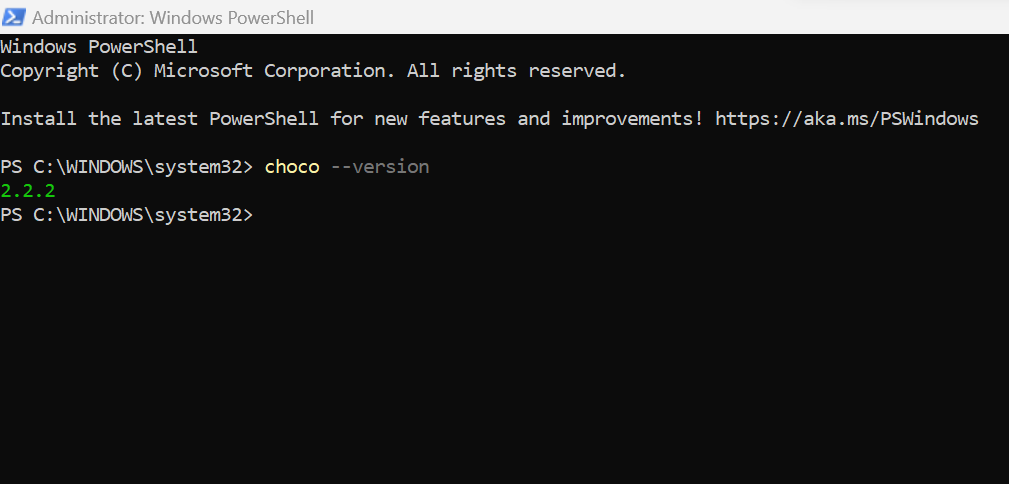 Administrator: Windows PowerShell
Windows PowerShell
Copyright (C) Microsoft Corporation. All rights reserved.
Install the latest PowerShell for new features and improvements! https://aka.ms/PSWindows
PS C:\WINDOWS\system32> choco --version
2.2.2
PS C:\WINDOWS\system32>